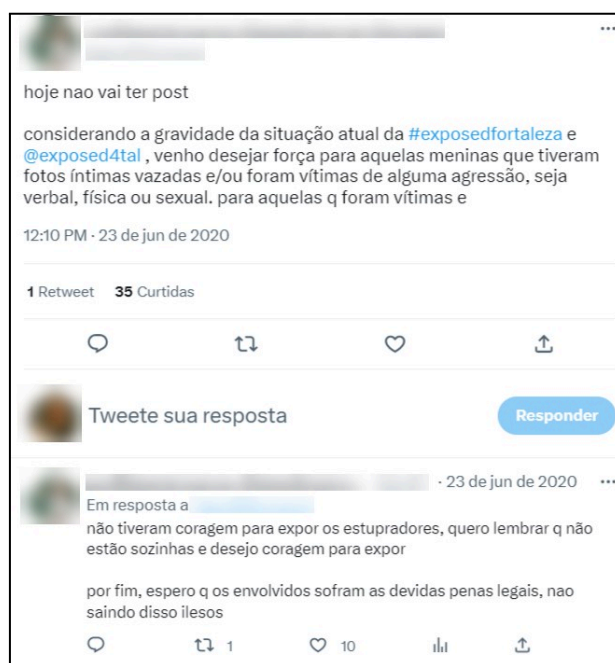 hoje nao vai ter post
considerando a gravidade da situação atual da #exposedfortaleza e
@exposed4tal , venho desejar força para aquelas meninas que tiveram
fotos íntimas vazadas e/ou foram vítimas de alguma agressão, seja
verbal, física ou sexual. para aquelas q foram vítimas e
12:10 PM · 23 de jun de 2020
1 Retweet 35 Curtidas
Tweete sua resposta
Responder
· 23 de jun de 2020
Em resposta a
não tiveram coragem para expor os estupradores, quero lembrar q não
estão sozinhas e desejo coragem para expor
por fim, espero q os envolvidos sofram as devidas penas legais, nao
saindo disso ilesos
1 10